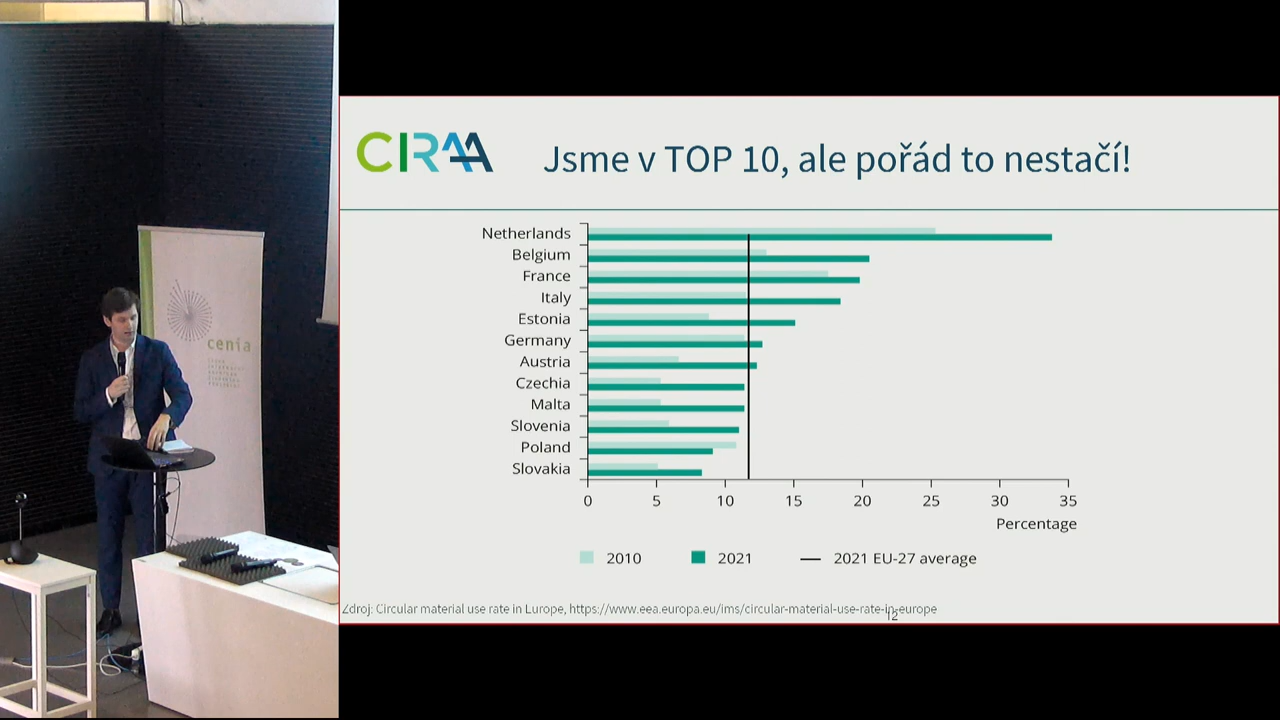 cenia
CIRAA
Jsme v TOP 10, ale pořád to nestačí!
Netherlands
Belgium
France
Italy
Estonia
Germany
Austria
Czechia
Malta
Slovenia
Poland
Slovakia
0 5 10 15 20 25 30 35
Percentage
2010 2021 2021 EU-27 average
Zdroj: Circular material use rate in Europe, https://www.eea.europa.eu/ims/circular-material-use-rate-in-europe
12